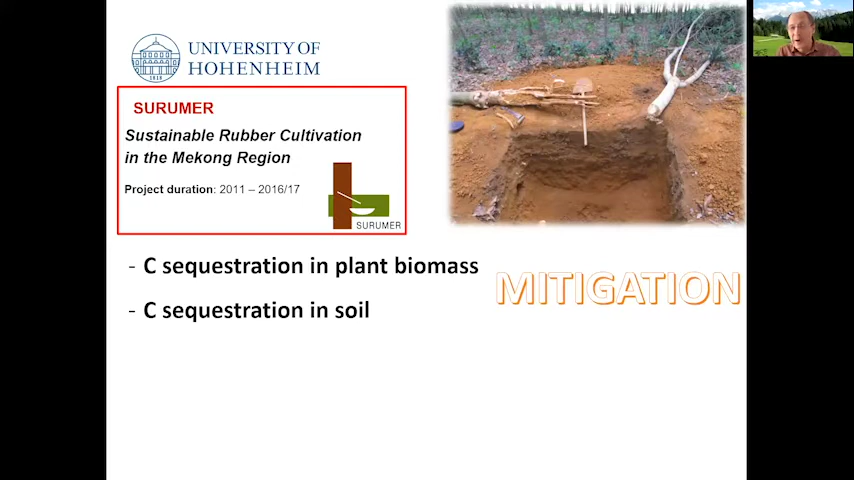 UNIVERSITY OF
HOHENHEIM
1818
SURUMER
Sustainable Rubber Cultivation
in the Mekong Region
Project duration: 2011 – 2016/17
SURUMER
- C sequestration in plant biomass
- C sequestration in soil
MITIGATION